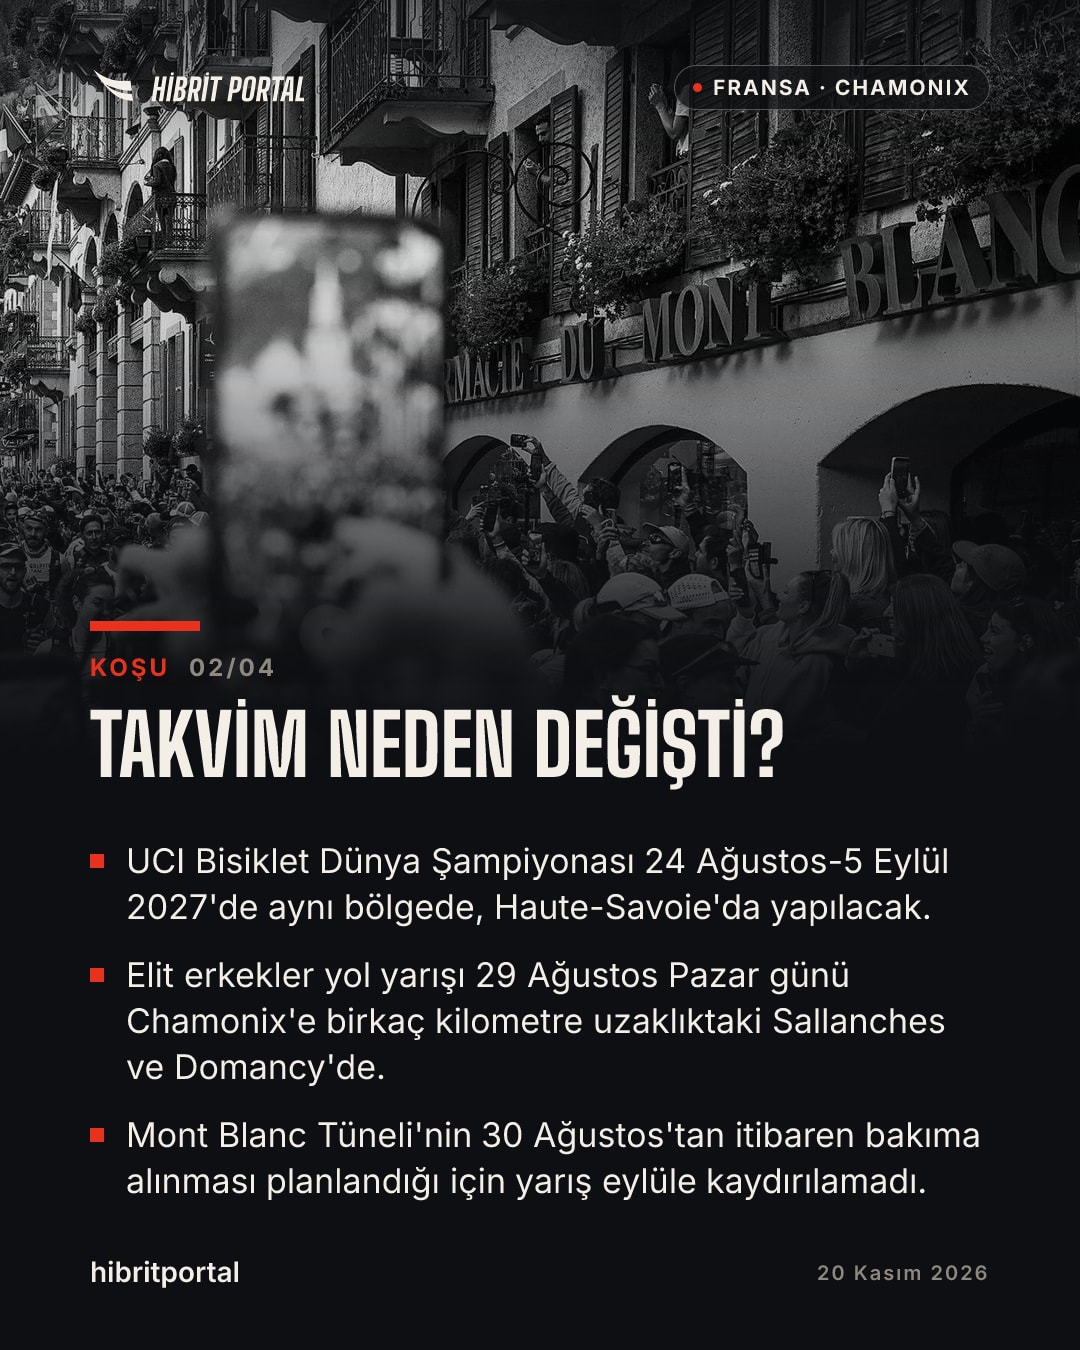 HİBRİT PORTAL
FRANSA · CHAMONIX
RMACIE DU MONT BLANC
KOŞU 02/04
TAKVİM NEDEN DEĞİŞTİ?
UCI Bisiklet Dünya Şampiyonası 24 Ağustos-5 Eylül
2027'de aynı bölgede, Haute-Savoie'da yapılacak.
Elit erkekler yol yarışı 29 Ağustos Pazar günü
Chamonix'e birkaç kilometre uzaklıktaki Sallanches
ve Domancy'de.
Mont Blanc Tüneli'nin 30 Ağustos'tan itibaren bakıma
alınması planlandığı için yarış eylüle kaydırılamadı.
hibritportal
20 Kasım 2026